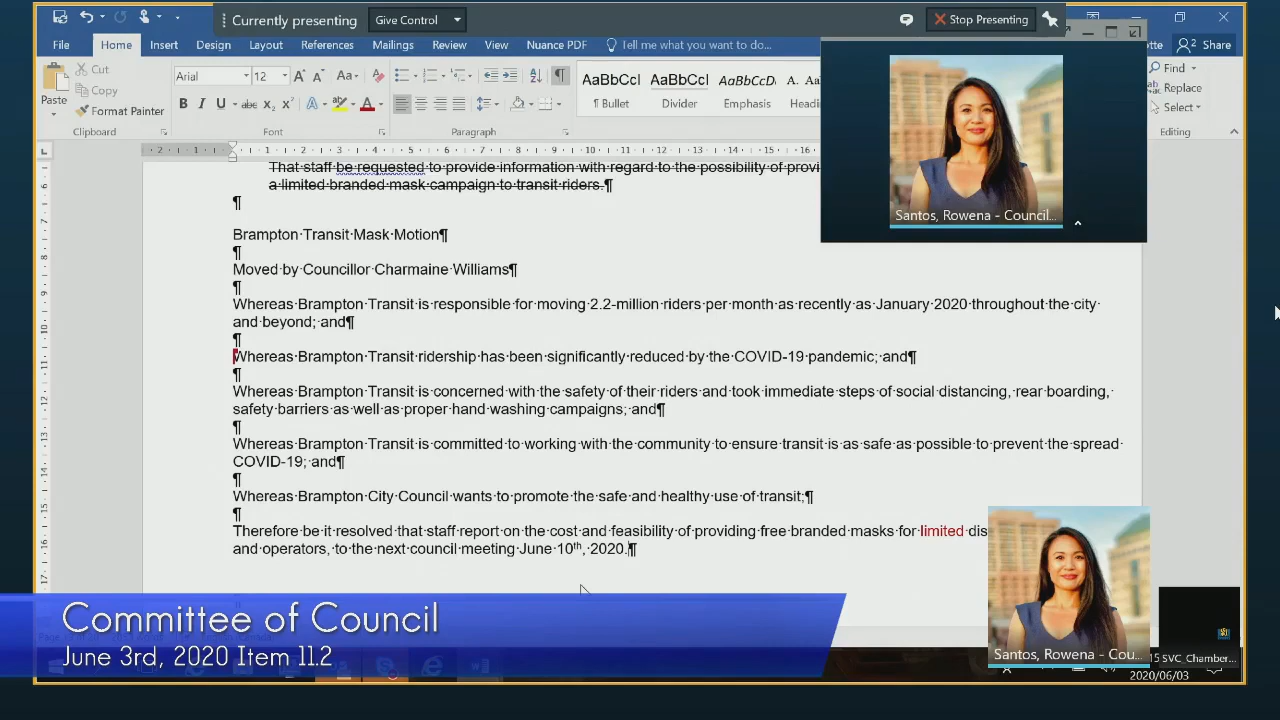 Currently presenting
Give Control
Stop Presenting
File
Home
Insert
Design
Layout
References
Mailings
Review
View
Nuance PDF
Tell me what you want to do...
Share
Paste
Cut
Copy
Format Painter
Clipboard
Arial
12
Font
Paragraph
AaBbCcI
AaBbCcI
AaBbCcD
¶ Bullet
Divider
Emphasis
Headi
Find
Replace
Select
Editing
Santos, Rowena - Council...
That staff be requested to provide information with regard to the possibility of provi
a limited branded mask campaign to transit riders.¶
¶
Brampton Transit Mask Motion¶
¶
Moved by Councillor Charmaine Williams¶
¶
Whereas Brampton Transit is responsible for moving 2.2-million riders per month as recently as January 2020 throughout the city
and beyond; and¶
¶
Whereas Brampton Transit ridership has been significantly reduced by the COVID-19 pandemic; and¶
¶
Whereas Brampton Transit is concerned with the safety of their riders and took immediate steps of social distancing, rear boarding,
safety barriers as well as proper hand washing campaigns; and¶
¶
Whereas Brampton Transit is committed to working with the community to ensure transit is as safe as possible to prevent the spread
COVID-19; and¶
¶
Whereas Brampton City Council wants to promote the safe and healthy use of transit;¶
¶
Therefore be it resolved that staff report on the cost and feasibility of providing free branded masks for limited dis
and operators, to the next council meeting June 10th, 2020.¶
Santos, Rowena - Cou...
15 SVC_Chamber...
2020/06/03
Committee of Council
June 3rd, 2020 Item 11.2